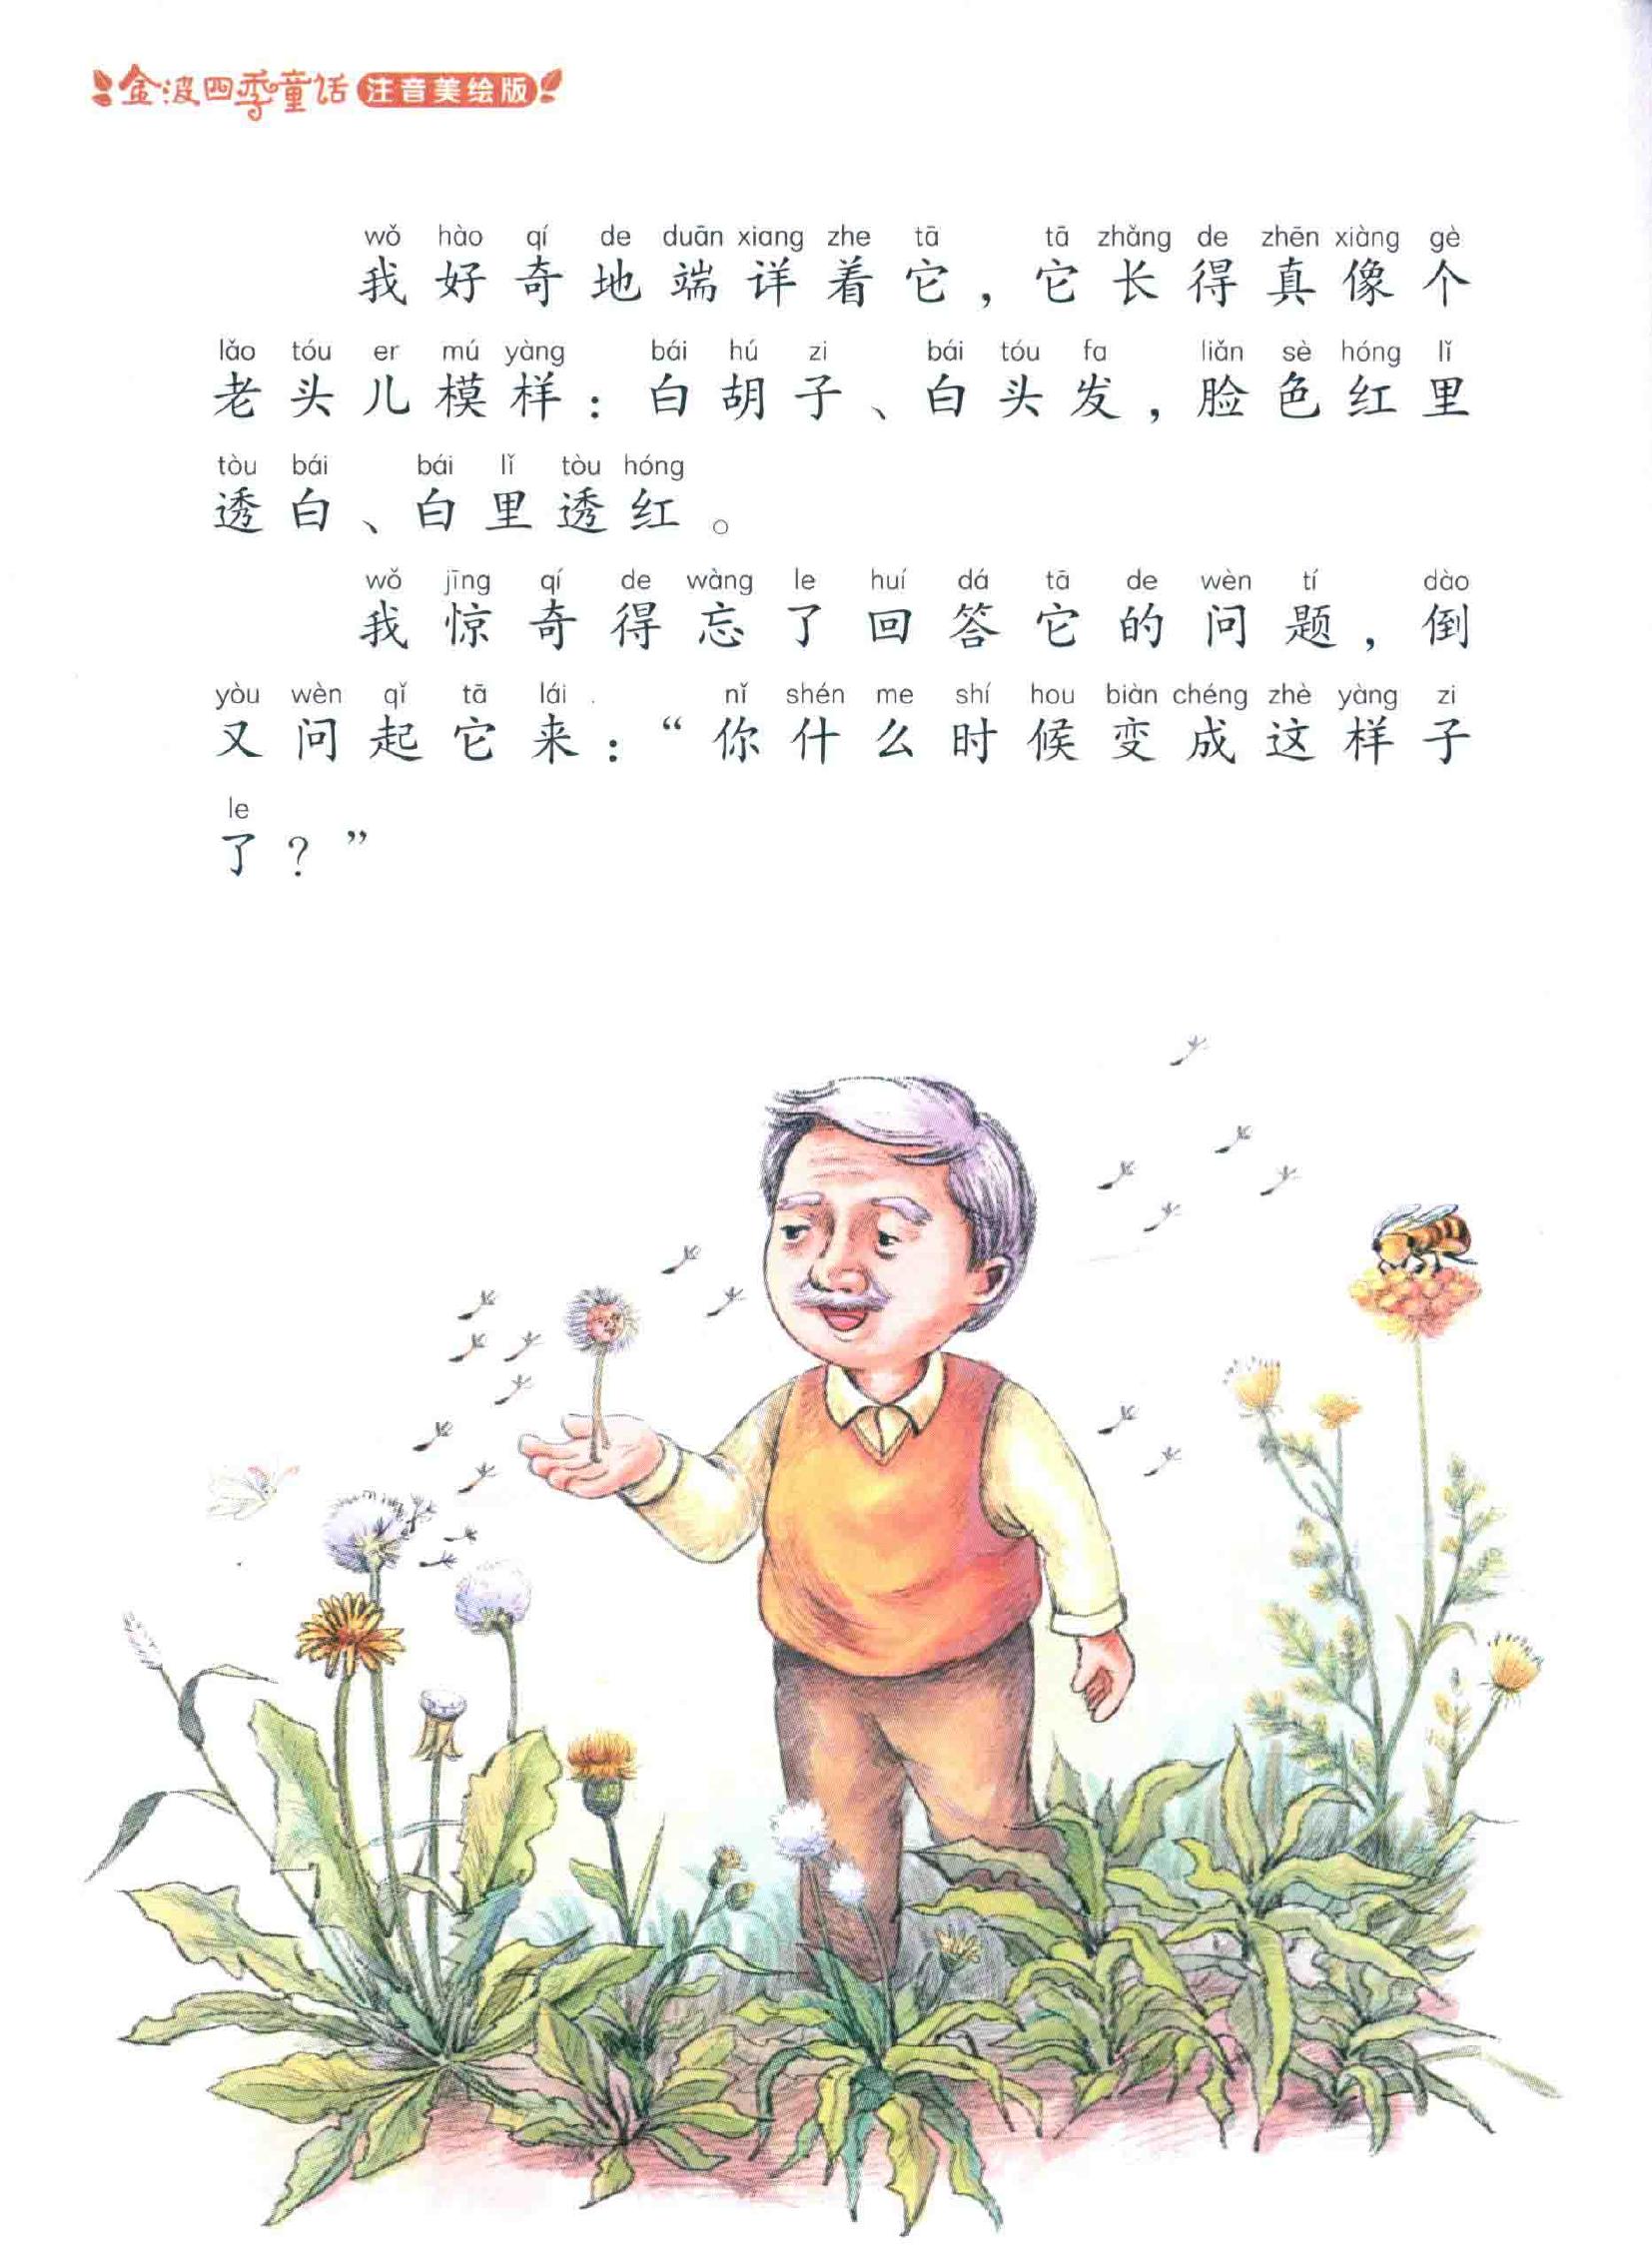 金波四季童话 注音美绘版
wǒ hào qí de duān xiang zhe tā tā zhǎng de zhēn xiàng gè
我好奇地端详着它，它长得真像个
lǎo tóu er mú yàng bái hú zi bái tóu fa liǎn sè hóng lǐ
老头儿模样：白胡子、白头发，脸色红里
tòu bái bái lǐ tòu hóng
透白、白里透红。
wǒ jīng qí de wàng le huí dá tā de wèn tí dào
我惊奇得忘了回答它的问题，倒
yòu wèn qǐ tā lái nǐ shén me shí hou biàn chéng zhè yàng zi
又问起它来：“你什么时候变成这样子
le
了？”